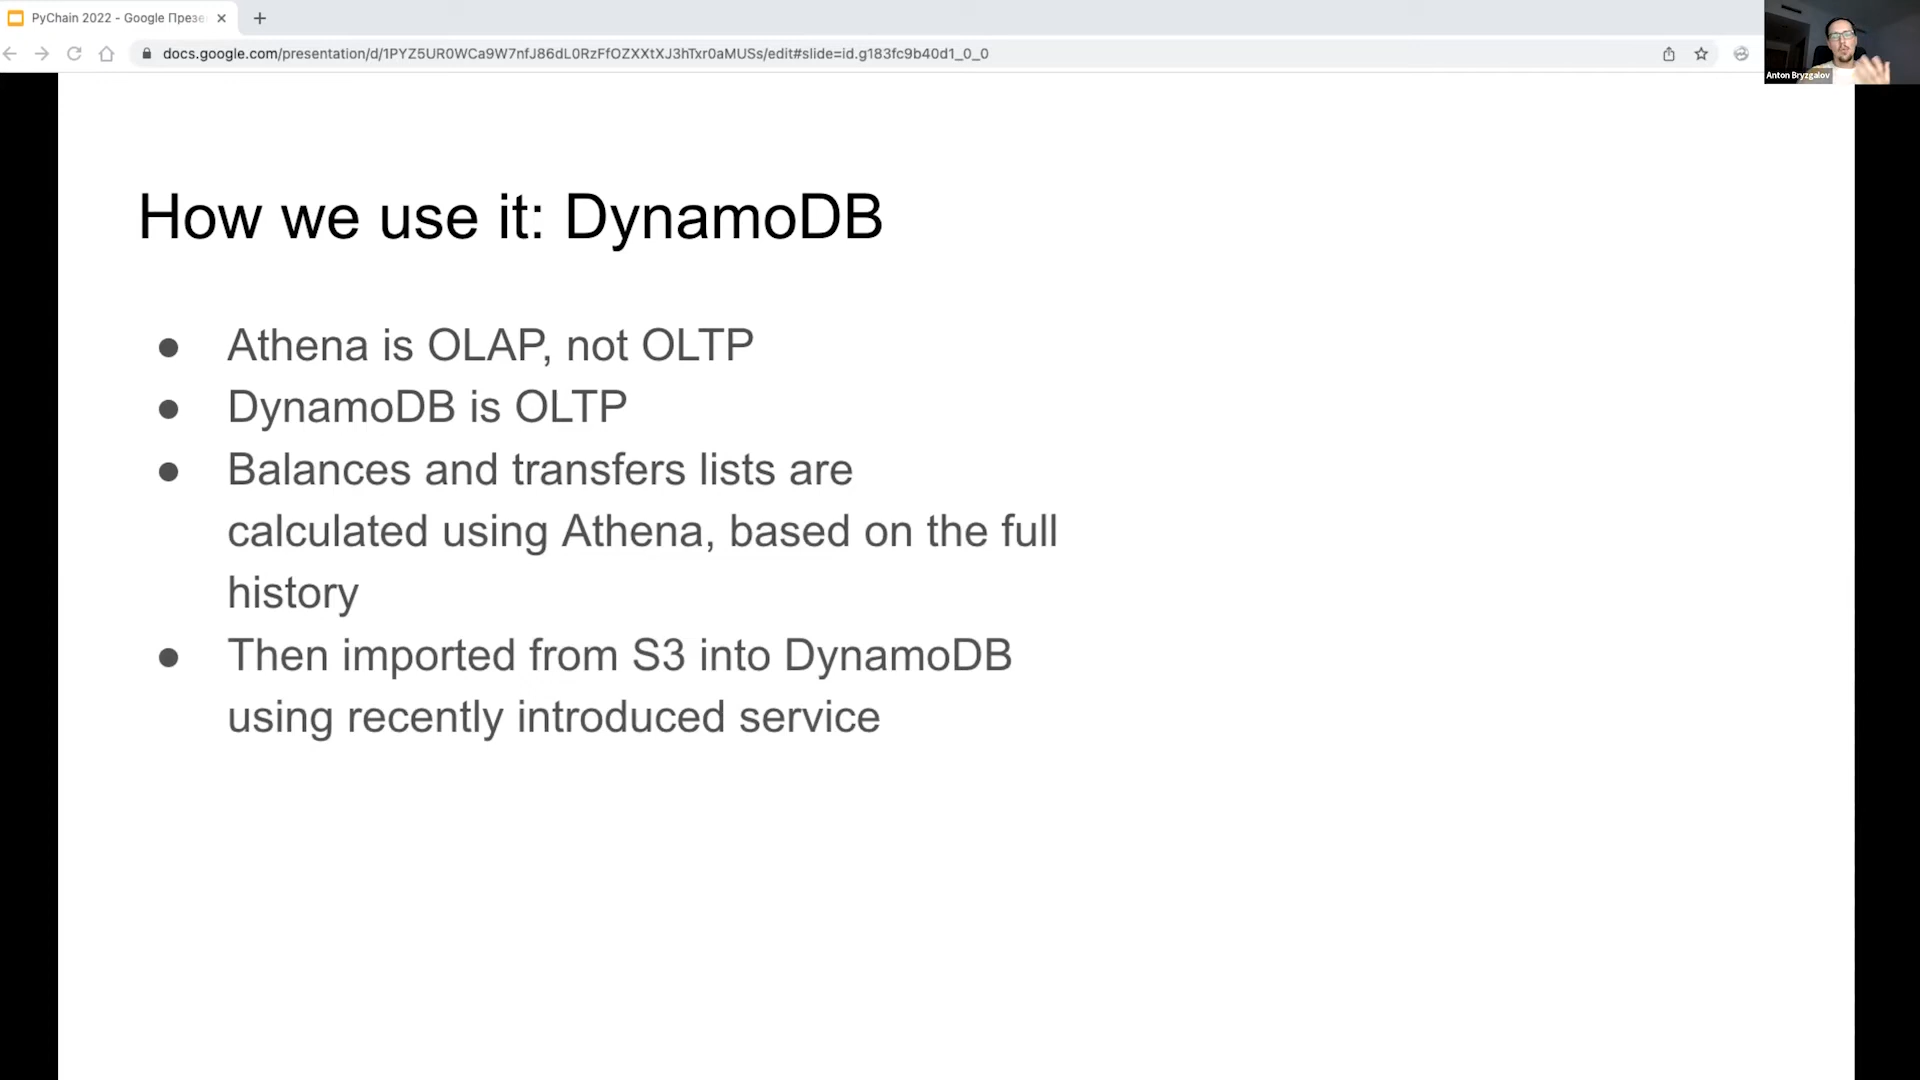 PyChain 2022 - Google Презе
docs.google.com/presentation/d/1PYZ5UR0WCa9W7nfJ86dL0RzFfOZXXtXJ3hTxr0aMUSs/edit#slide=id.g183fc9b40d1_0_0
Anton Bryzgalov
How we use it: DynamoDB
● Athena is OLAP, not OLTP
● DynamoDB is OLTP
● Balances and transfers lists are
calculated using Athena, based on the full
history
● Then imported from S3 into DynamoDB
using recently introduced service